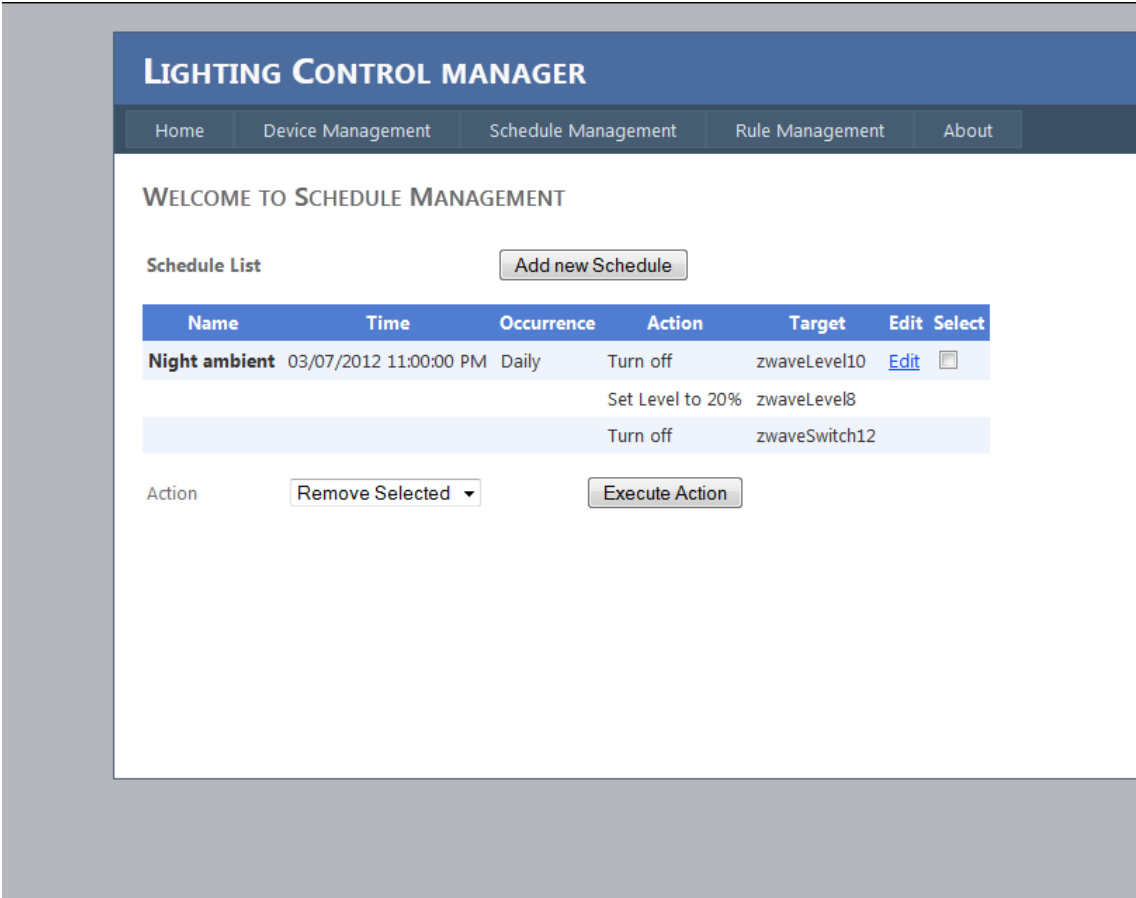 LIGHTING CONTROL MANAGER
Home Device Management Schedule Management Rule Management About
WELCOME TO SCHEDULE MANAGEMENT
Schedule List Add new Schedule
Name Time Occurrence Action Target Edit Select
Night ambient 03/07/2012 11:00:00 PM Daily Turn off zwaveLevel10 Edit
Set Level to 20% zwaveLevel8
Turn off zwaveSwitch12
Action Remove Selected Execute Action